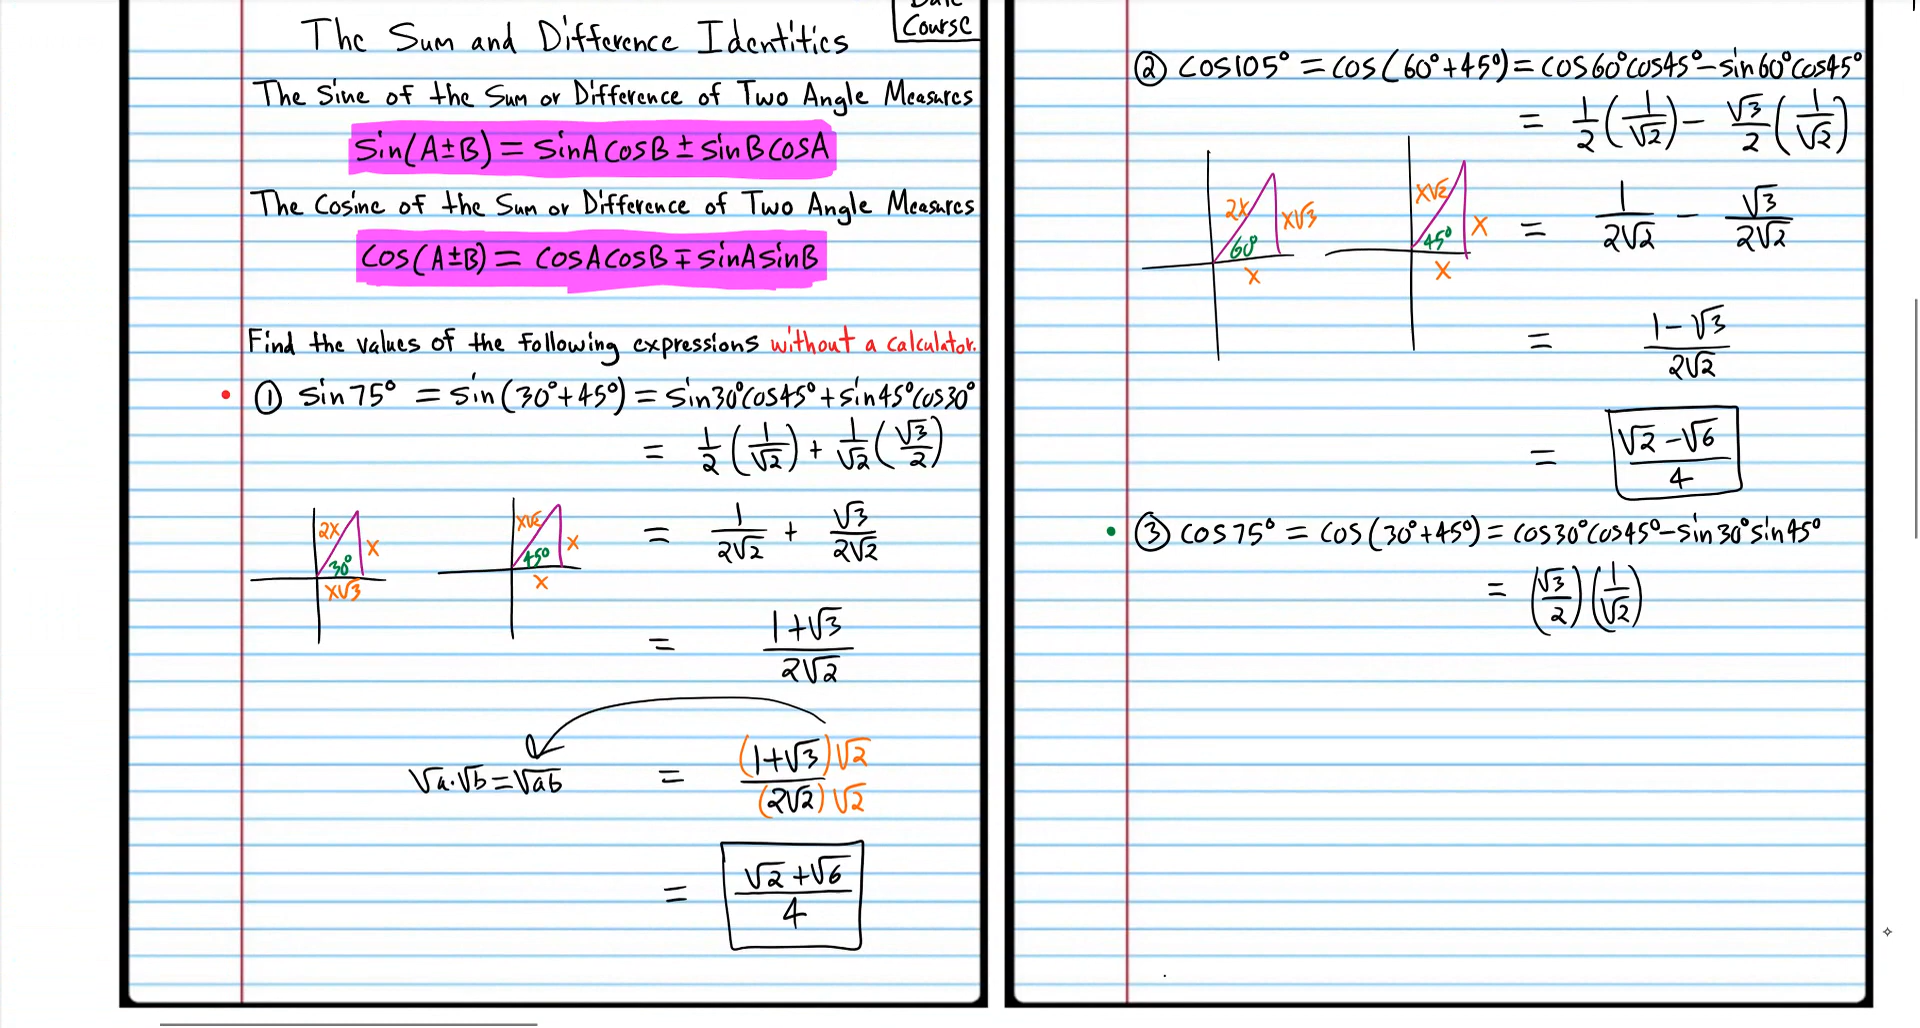 Date
Course
The Sum and Difference Identities
The Sine of the Sum or Difference of Two Angle Measures
sin(A±B) = sinAcosB ± sinBcosA
The Cosine of the Sum or Difference of Two Angle Measures
cos(A±B) = cosAcosB ∓ sinAsinB
Find the values of the following expressions without a calculator.
① sin75° = sin(30°+45°) = sin30°cos45°+sin45°cos30°
= 1/2 (1/√2) + 1/√2 (√3/2)
2x x 30° x√3
x√2 x 45° x
= 1/2√2 + √3/2√2
= 1+√3/2√2
√a·√b=√ab
= (1+√3)√2/(2√2)√2
= √2+√6/4
② cos105° = cos(60°+45°) = cos60°cos45°-sin60°cos45°
= 1/2 (1/√2) - √3/2 (1/√2)
2x x√3 60° x
x√2 x 45° x
= 1/2√2 - √3/2√2
= 1-√3/2√2
= √2-√6/4
③ cos75° = cos(30°+45°) = cos30°cos45°-sin30°sin45°
= (√3/2)(1/√2)